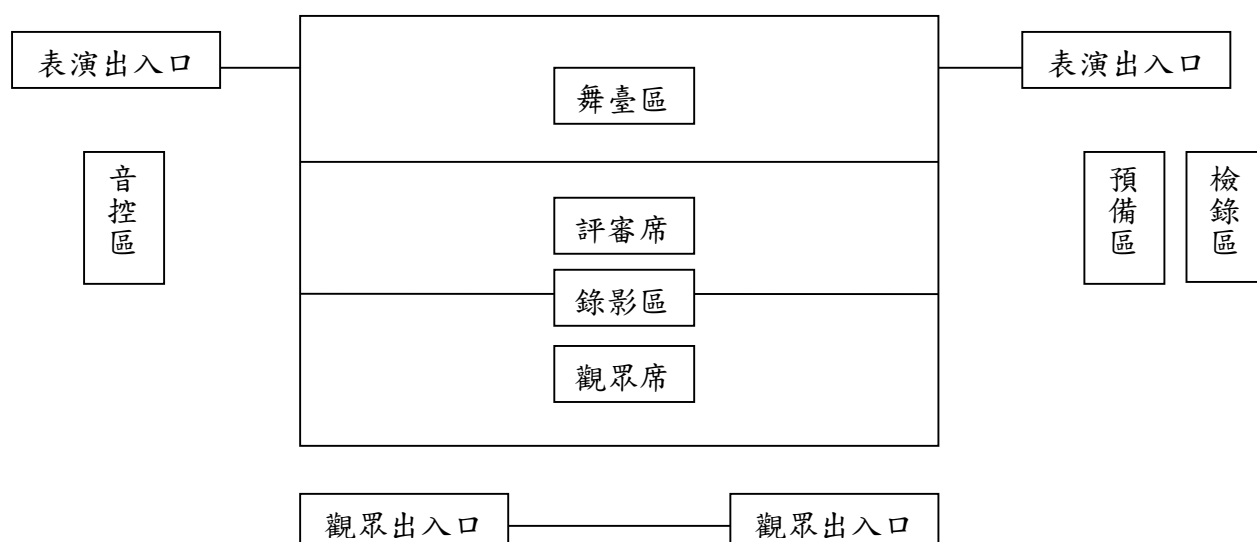 表演出入口
表演出入口
舞臺區
音控區
預備區
檢錄區
評審席
錄影區
觀眾席
觀眾出入口
觀眾出入口